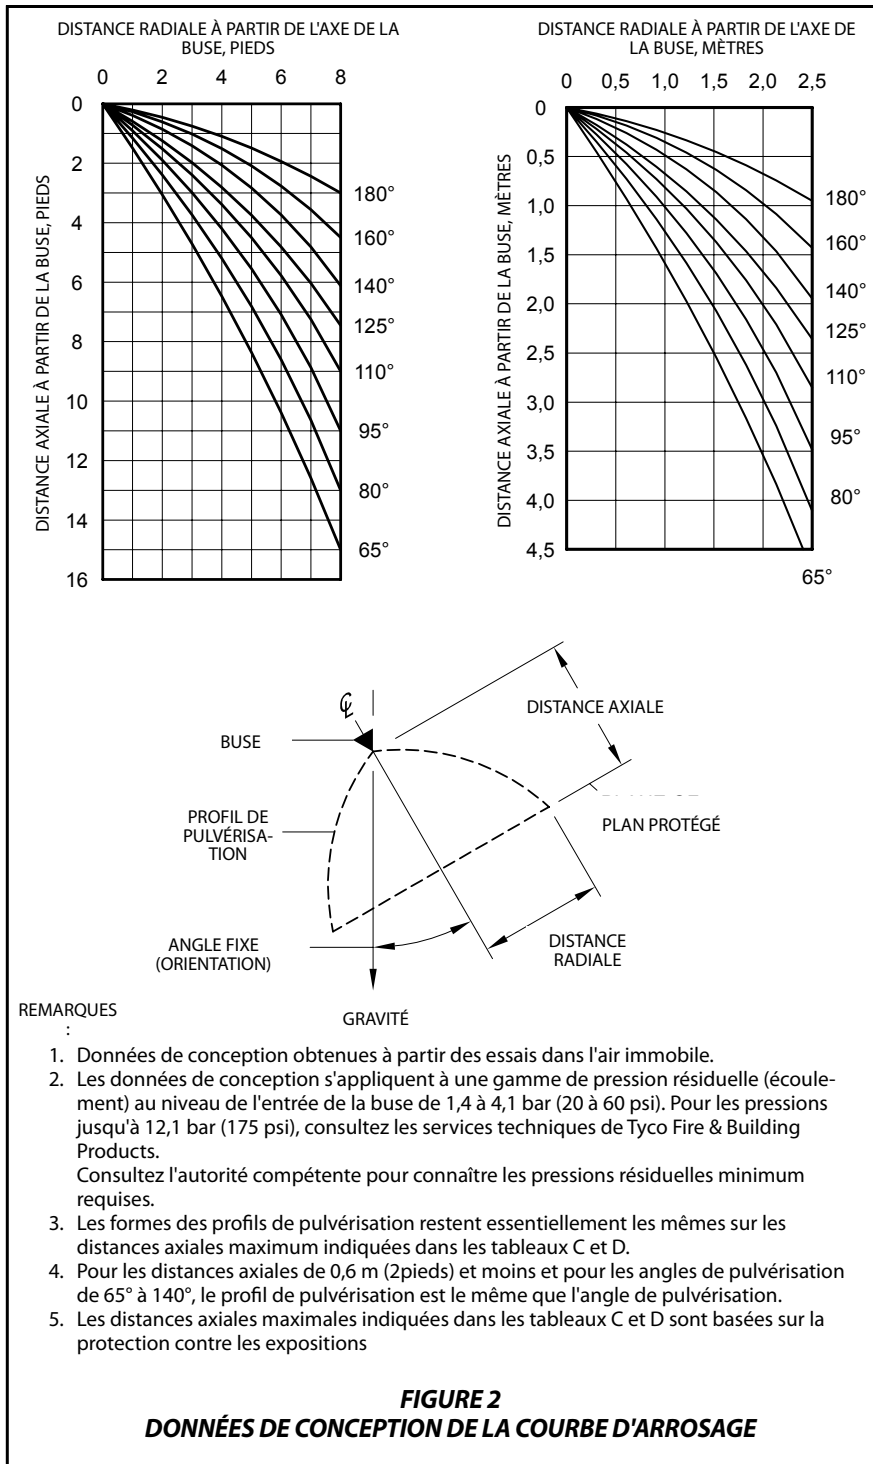 DISTANCE RADIALE À PARTIR DE L'AXE DE LA
BUSE, PIEDS
0 2 4 6 8
0
2
4
6
8
10
12
14
16
DISTANCE AXIALE À PARTIR DE LA BUSE, PIEDS
180°
160°
140°
125°
110°
95°
80°
65°
DISTANCE RADIALE À PARTIR DE L'AXE DE
LA BUSE, MÈTRES
0 0,5 1,0 1,5 2,0 2,5
0
0,5
1,0
1,5
2,0
2,5
3,0
3,5
4,0
4,5
DISTANCE AXIALE À PARTIR DE LA BUSE, MÈTRES
180°
160°
140°
125°
110°
95°
80°
65°
℄
BUSE
DISTANCE AXIALE
PROFIL DE
PULVÉRISA-
TION
PLAN PROTÉGÉ
ANGLE FIXE
(ORIENTATION)
DISTANCE
RADIALE
GRAVITÉ
REMARQUES
:
1. Données de conception obtenues à partir des essais dans l'air immobile.
2. Les données de conception s'appliquent à une gamme de pression résiduelle (écoule-
ment) au niveau de l'entrée de la buse de 1,4 à 4,1 bar (20 à 60 psi). Pour les pressions
jusqu'à 12,1 bar (175 psi), consultez les services techniques de Tyco Fire & Building
Products.
Consultez l'autorité compétente pour connaître les pressions résiduelles minimum
requises.
3. Les formes des profils de pulvérisation restent essentiellement les mêmes sur les
distances axiales maximum indiquées dans les tableaux C et D.
4. Pour les distances axiales de 0,6 m (2pieds) et moins et pour les angles de pulvérisation
de 65° à 140°, le profil de pulvérisation est le même que l'angle de pulvérisation.
5. Les distances axiales maximales indiquées dans les tableaux C et D sont basées sur la
protection contre les expositions
FIGURE 2
DONNÉES DE CONCEPTION DE LA COURBE D'ARROSAGE